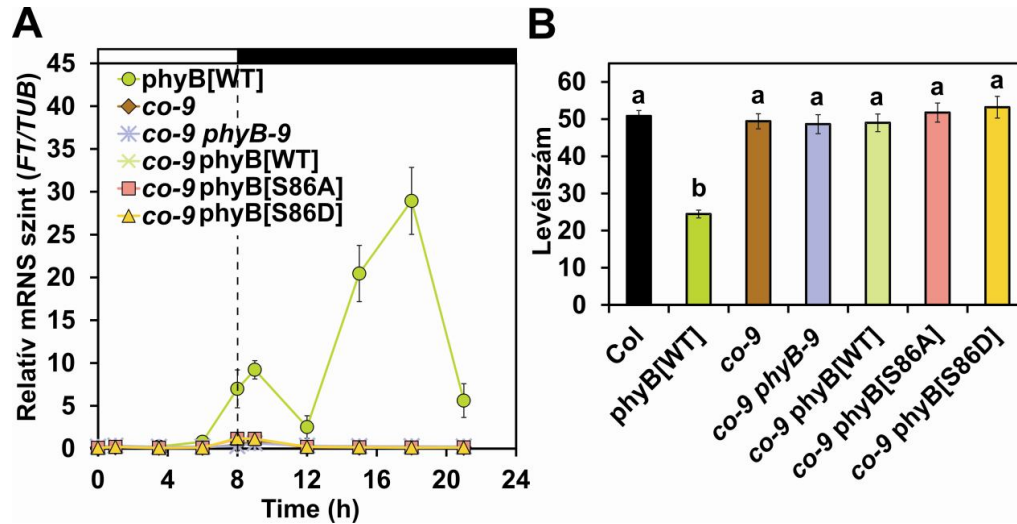 A
45
40
35
30
25
20
15
10
5
0
Relatív mRNS szint (FT/TUB)
phyB[WT]
co-9
co-9 phyB-9
co-9 phyB[WT]
co-9 phyB[S86A]
co-9 phyB[S86D]
0 4 8 12 16 20 24
Time (h)
B
60
50
40
30
20
10
0
Levélszám
a b a a a a a
Col
phyB[WT]
co-9
co-9 phyB-9
co-9 phyB[WT]
co-9 phyB[S86A]
co-9 phyB[S86D]